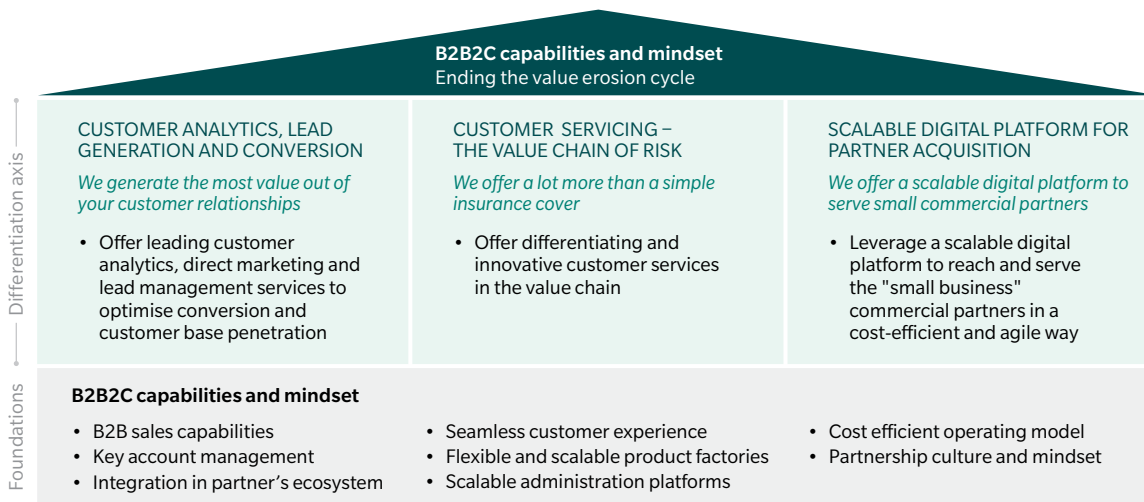 B2B2C capabilities and mindset
Ending the value erosion cycle
Differentiation axis
CUSTOMER ANALYTICS, LEAD
GENERATION AND CONVERSION
We generate the most value out of
your customer relationships
• Offer leading customer
analytics, direct marketing and
lead management services to
optimise conversion and
customer base penetration
CUSTOMER SERVICING –
THE VALUE CHAIN OF RISK
We offer a lot more than a simple
insurance cover
• Offer differentiating and
innovative customer services
in the value chain
SCALABLE DIGITAL PLATFORM FOR
PARTNER ACQUISITION
We offer a scalable digital platform to
serve small commercial partners
• Leverage a scalable digital
platform to reach and serve
the "small business"
commercial partners in a
cost-efficient and agile way
Foundations
B2B2C capabilities and mindset
• B2B sales capabilities
• Key account management
• Integration in partner’s ecosystem
• Seamless customer experience
• Flexible and scalable product factories
• Scalable administration platforms
• Cost efficient operating model
• Partnership culture and mindset